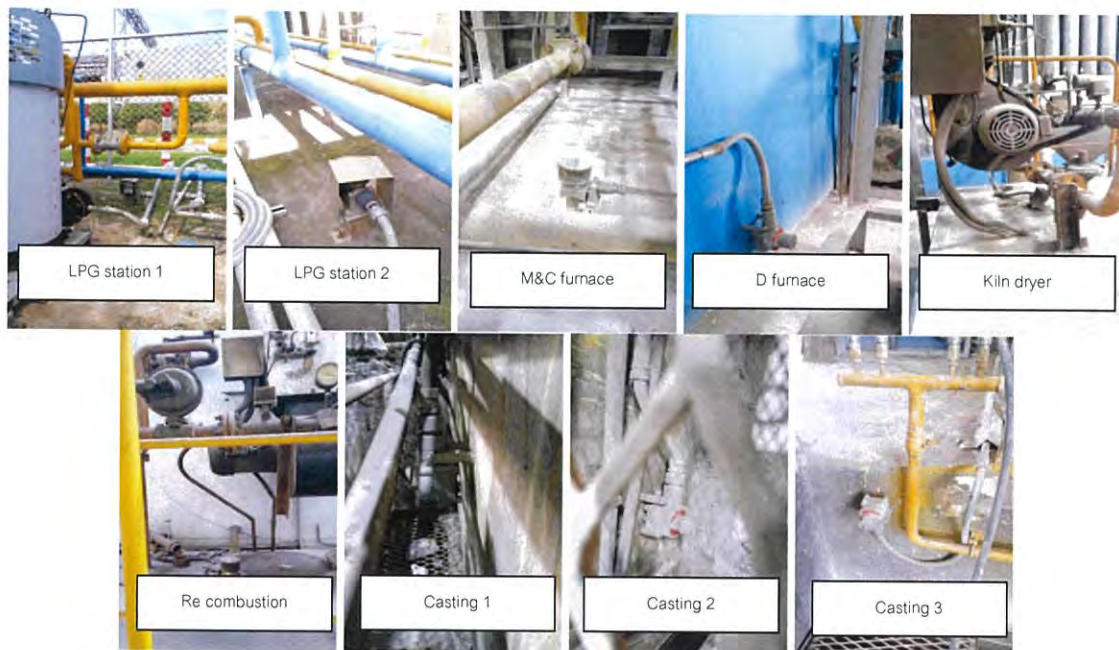 LPG station 1
LPG station 2
M&C furnace
D furnace
Kiln dryer
Re combustion
Casting 1
Casting 2
Casting 3